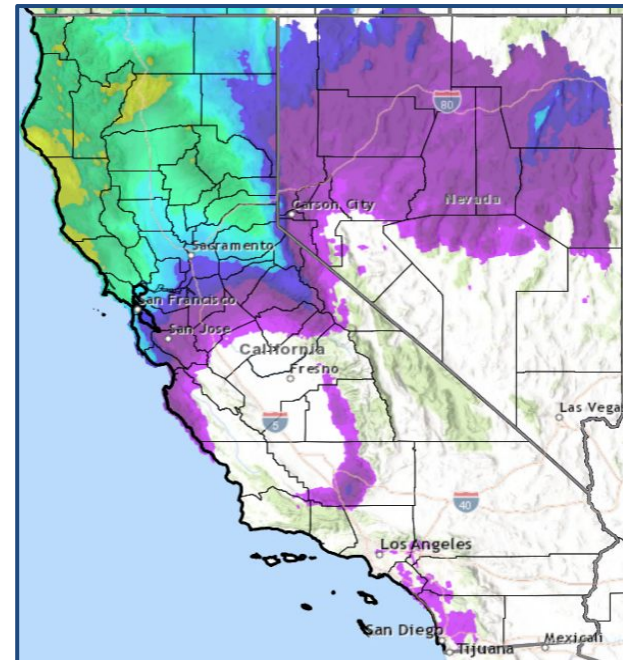 80
Carson City
Nevada
Sacramento
San Francisco
San Jose
California
Fresno
Las Vegas
5
40
Los Angeles
San Diego
Tijuana
Mexicali